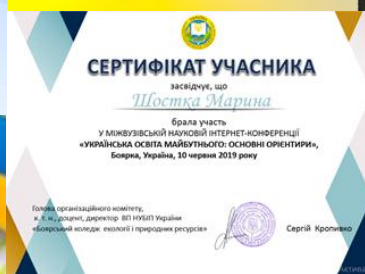 СЕРТИФІКАТ УЧАСНИКА
засвідчує, що
Шостка Марина
брала участь
У МІЖВУЗІВСЬКІЙ НАУКОВІЙ ІНТЕРНЕТ-КОНФЕРЕНЦІЇ
«УКРАЇНСЬКА ОСВІТА МАЙБУТНЬОГО: ОСНОВНІ ОРІЄНТИРИ»,
Боярка, Україна, 10 червня 2019 року
Голова організаційного комітету,
к. т. н., доцент, директор ВП НУБІП України
«Боярський коледж екології і природних ресурсів»
Сергій Кропивко